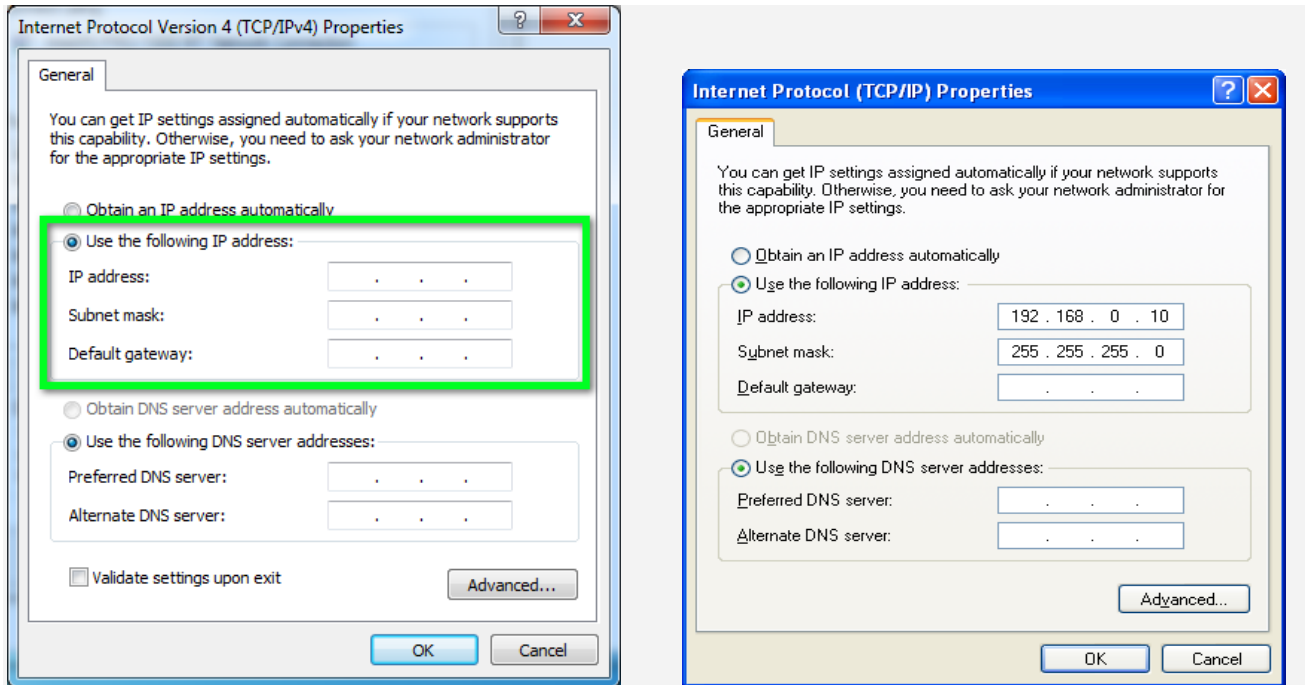 Internet Protocol Version 4 (TCP/IPv4) Properties
General
You can get IP settings assigned automatically if your network supports
this capability. Otherwise, you need to ask your network administrator
for the appropriate IP settings.
Obtain an IP address automatically
Use the following IP address:
IP address:
. . .
Subnet mask:
. . .
Default gateway:
. . .
Obtain DNS server address automatically
Use the following DNS server addresses:
Preferred DNS server:
. . .
Alternate DNS server:
. . .
Validate settings upon exit
Advanced...
OK
Cancel
Internet Protocol (TCP/IP) Properties
General
You can get IP settings assigned automatically if your network supports
this capability. Otherwise, you need to ask your network administrator for
the appropriate IP settings.
Obtain an IP address automatically
Use the following IP address:
IP address:
192 . 168 . 0 . 10
Subnet mask:
255 . 255 . 255 . 0
Default gateway:
. . .
Obtain DNS server address automatically
Use the following DNS server addresses:
Preferred DNS server:
. . .
Alternate DNS server:
. . .
Advanced...
OK
Cancel